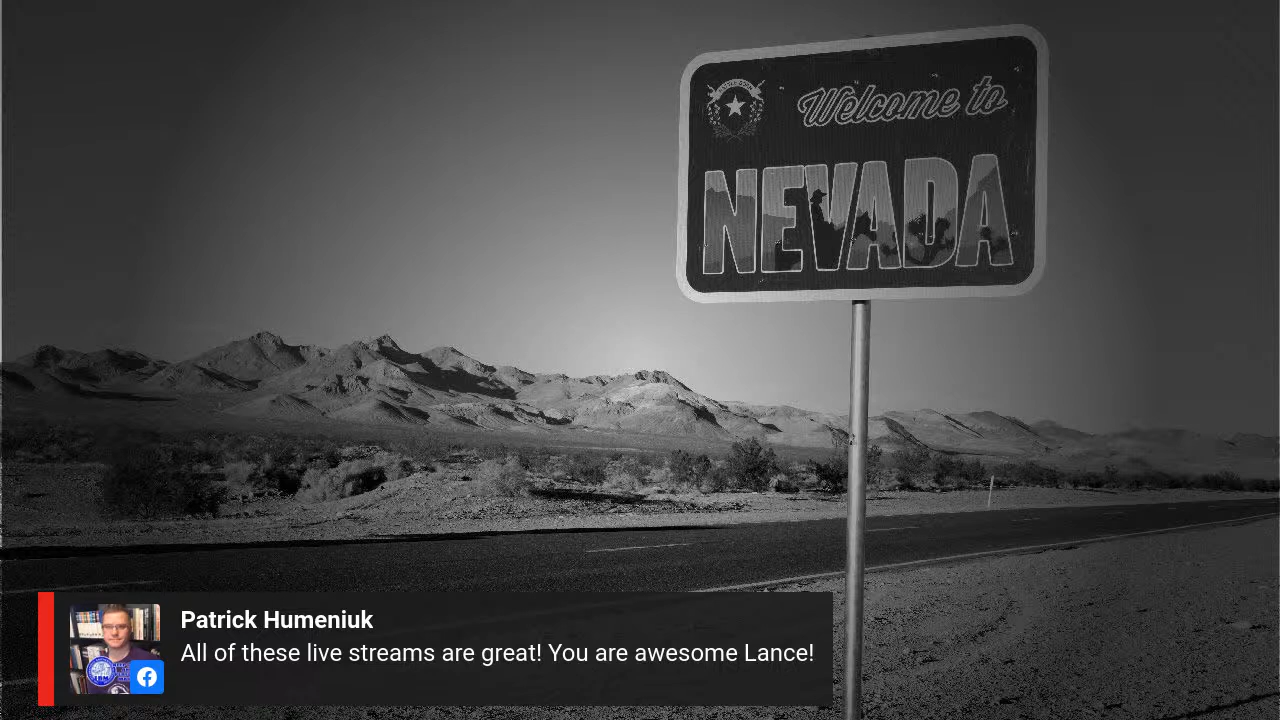 Welcome to
NEVADA
Patrick Humeniuk
All of these live streams are great! You are awesome Lance!